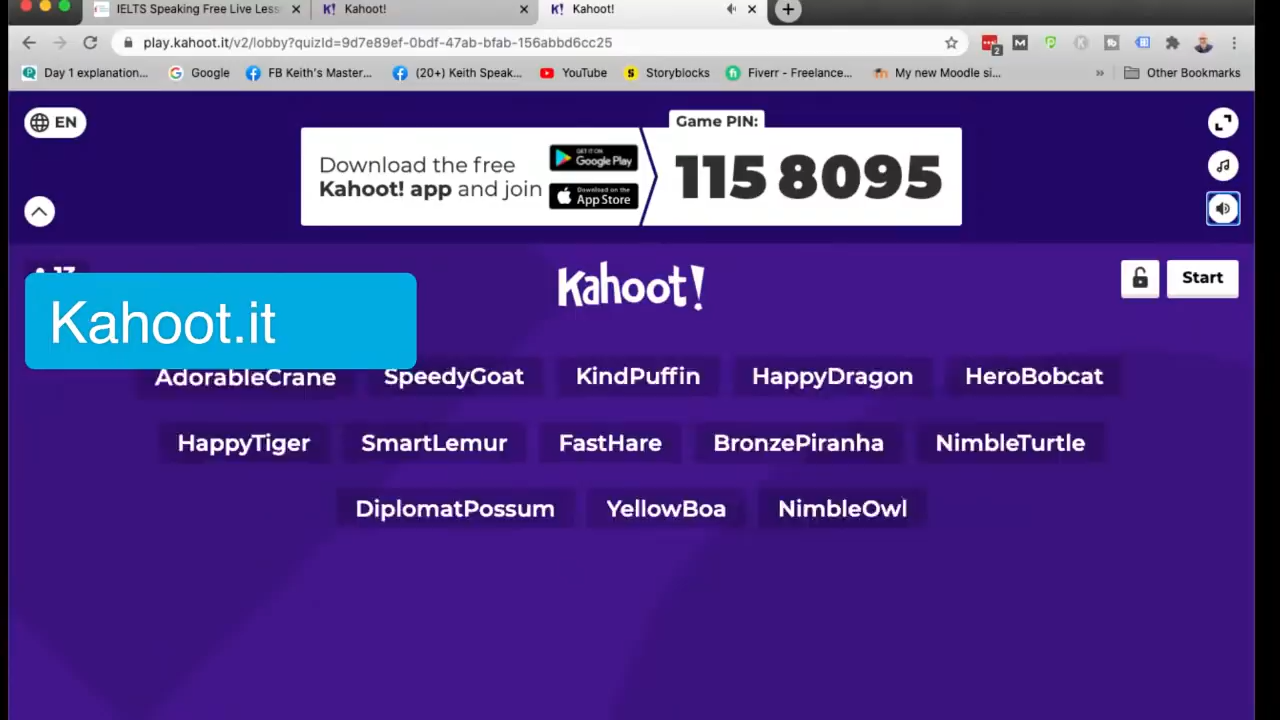 IELTS Speaking Free Live Less
Kahoot!
Kahoot!
play.kahoot.it/v2/lobby?quizId=9d7e89ef-0bdf-47ab-bfab-156abbd6cc25
2
Day 1 explanation...
Google
FB Keith's Master...
(20+) Keith Speak...
YouTube
Storyblocks
Fiverr - Freelance...
My new Moodle si...
»
Other Bookmarks
EN
Download the free
Kahoot! app and join
GET IT ON
Google Play
Download on the
App Store
Game PIN:
115 8095
13
Kahoot!
Start
Kahoot.it
AdorableCrane SpeedyGoat KindPuffin HappyDragon HeroBobcat
HappyTiger SmartLemur FastHare BronzePiranha NimbleTurtle
DiplomatPossum YellowBoa NimbleOwl